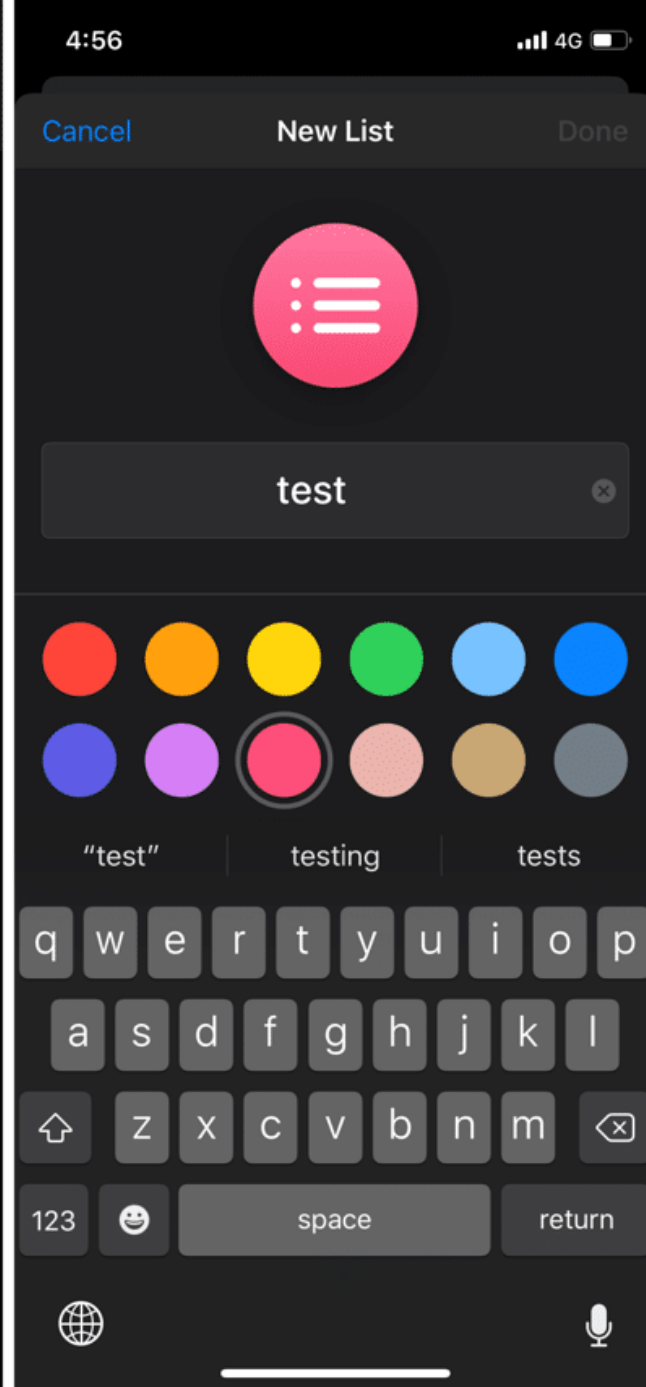 4:56 4G
Cancel New List Done
test
“test” testing tests
q w e r t y u i o p
a s d f g h j k l
z x c v b n m
123 space return